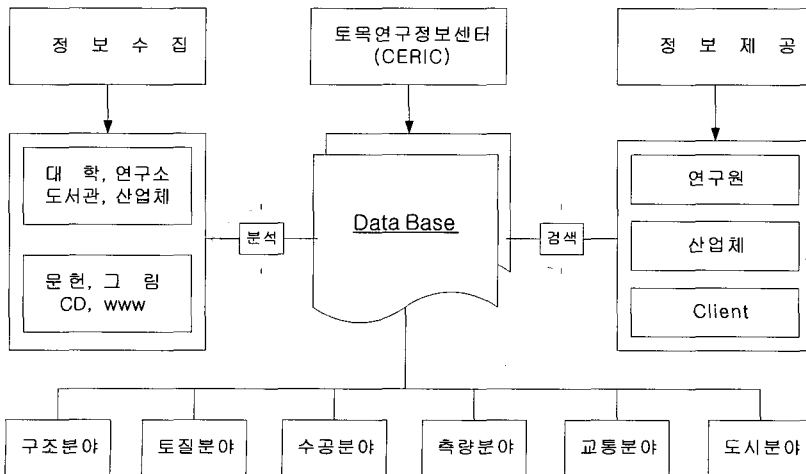 정 보 수 집
토목연구정보센터
(CERIC)
정 보 제 공
대 학, 연구소
도서관, 산업체
문 헌, 그 림
CD, www
분석
Data Base
검색
연구원
산업체
Client
구조분야
토질분야
수공분야
측량분야
교통분야
도시분야